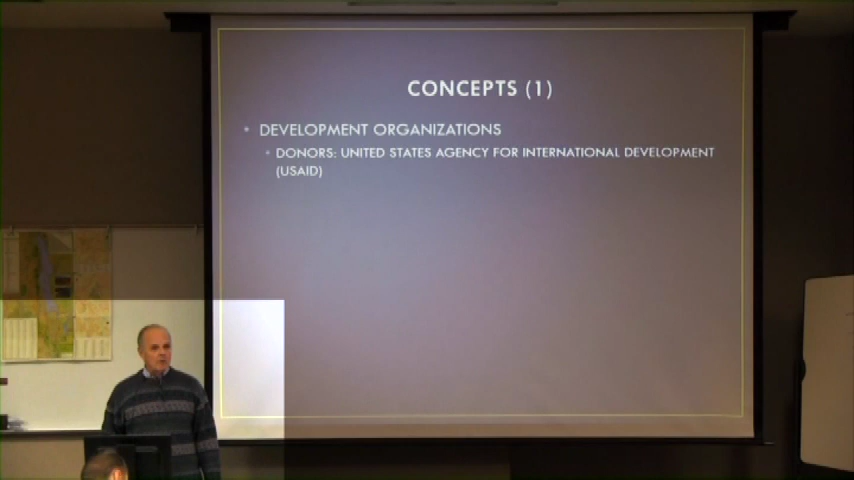 CONCEPTS (1)
• DEVELOPMENT ORGANIZATIONS
• DONORS: UNITED STATES AGENCY FOR INTERNATIONAL DEVELOPMENT
(USAID)